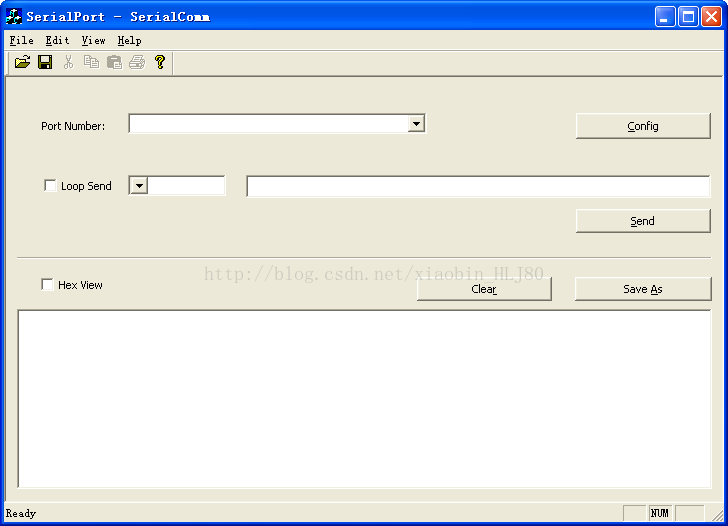 SerialPort - SerialComm
File Edit View Help
Port Number:
Config
Loop Send
Send
http://blog.csdn.net/xiaobin_HLJ80
Hex View
Clear
Save As
Ready
NUM